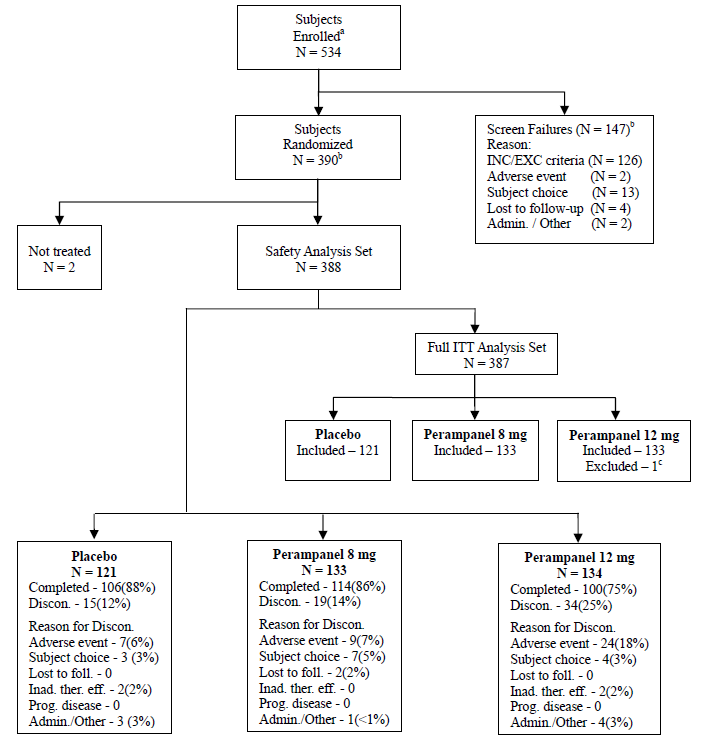 Subjects
Enrolledᵃ
N = 534
Subjects
Randomized
N = 390ᵇ
Screen Failures (N = 147)ᵇ
Reason:
INC/EXC criteria (N = 126)
Adverse event (N = 2)
Subject choice (N = 13)
Lost to follow-up (N = 4)
Admin. / Other (N = 2)
Not treated
N = 2
Safety Analysis Set
N = 388
Full ITT Analysis Set
N = 387
Placebo
Included – 121
Perampanel 8 mg
Included – 133
Perampanel 12 mg
Included – 133
Excluded – 1ᶜ
Placebo
N = 121
Completed - 106(88%)
Discon. - 15(12%)
Reason for Discon.
Adverse event - 7(6%)
Subject choice - 3 (3%)
Lost to foll. - 0
Inad. ther. eff. - 2(2%)
Prog. disease - 0
Admin./Other - 3 (3%)
Perampanel 8 mg
N = 133
Completed - 114(86%)
Discon. - 19(14%)
Reason for Discon.
Adverse event - 9(7%)
Subject choice - 7(5%)
Lost to foll. - 2(2%)
Inad. ther. eff. - 0
Prog. disease - 0
Admin./Other - 1(<1%)
Perampanel 12 mg
N = 134
Completed - 100(75%)
Discon. - 34(25%)
Reason for Discon.
Adverse event - 24(18%)
Subject choice - 4(3%)
Lost to foll. - 0
Inad. ther. eff. - 2(2%)
Prog. disease - 0
Admin./Other - 4(3%)